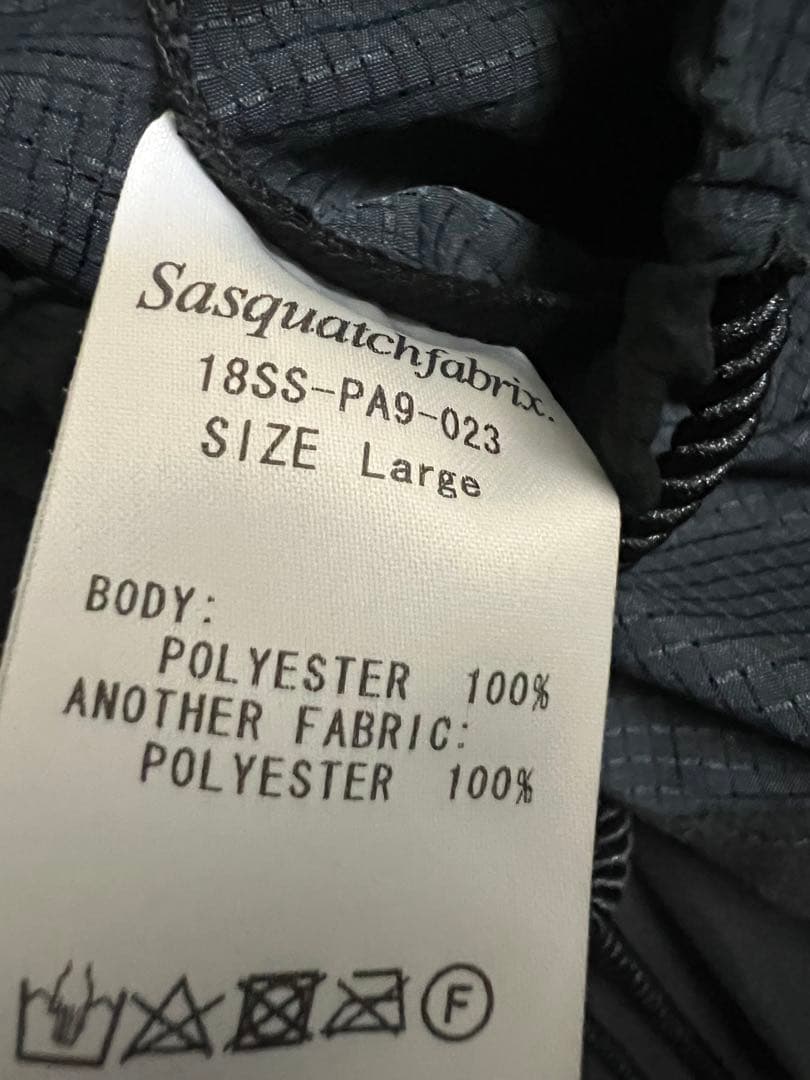 Sasquatchfabrix.
18SS-PA9-023
SIZE Large
BODY:
POLYESTER 100%
ANOTHER FABRIC:
POLYESTER 100%
F